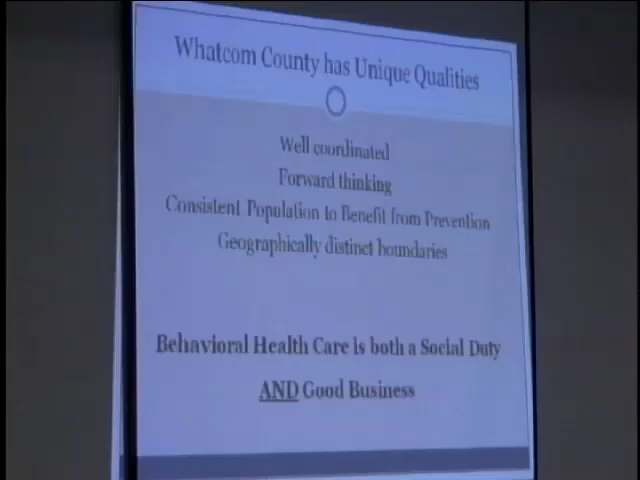 Whatcom County has Unique Qualities
Well coordinated
Forward thinking
Consistent Population to Benefit from Prevention
Geographically distinct boundaries
Behavioral Health Care is both a Social Duty
AND Good Business